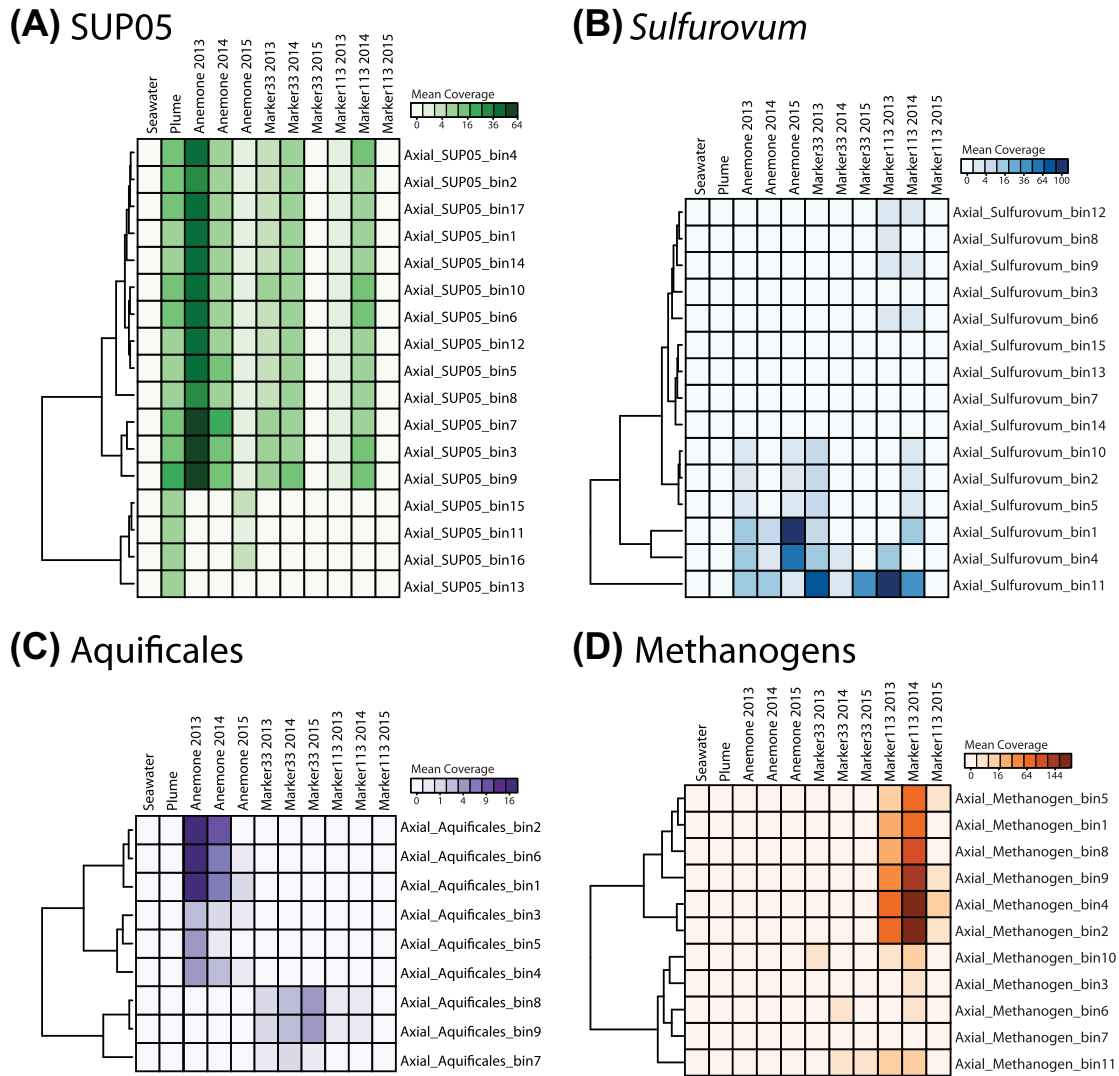 (A) SUP05
Seawater
Plume
Anemone 2013
Anemone 2014
Anemone 2015
Marker33 2013
Marker33 2014
Marker33 2015
Marker113 2013
Marker113 2014
Marker113 2015
Mean Coverage
0 4 16 36 64
Axial_SUP05_bin4
Axial_SUP05_bin2
Axial_SUP05_bin17
Axial_SUP05_bin1
Axial_SUP05_bin14
Axial_SUP05_bin10
Axial_SUP05_bin6
Axial_SUP05_bin12
Axial_SUP05_bin5
Axial_SUP05_bin8
Axial_SUP05_bin7
Axial_SUP05_bin3
Axial_SUP05_bin9
Axial_SUP05_bin15
Axial_SUP05_bin11
Axial_SUP05_bin16
Axial_SUP05_bin13
(B) Sulfurovum
Seawater
Plume
Anemone 2013
Anemone 2014
Anemone 2015
Marker33 2013
Marker33 2014
Marker33 2015
Marker113 2013
Marker113 2014
Marker113 2015
Mean Coverage
0 4 16 36 64 100
Axial_Sulfurovum_bin12
Axial_Sulfurovum_bin8
Axial_Sulfurovum_bin9
Axial_Sulfurovum_bin3
Axial_Sulfurovum_bin6
Axial_Sulfurovum_bin15
Axial_Sulfurovum_bin13
Axial_Sulfurovum_bin7
Axial_Sulfurovum_bin14
Axial_Sulfurovum_bin10
Axial_Sulfurovum_bin2
Axial_Sulfurovum_bin5
Axial_Sulfurovum_bin1
Axial_Sulfurovum_bin4
Axial_Sulfurovum_bin11
(C) Aquificales
Seawater
Plume
Anemone 2013
Anemone 2014
Anemone 2015
Marker33 2013
Marker33 2014
Marker33 2015
Marker113 2013
Marker113 2014
Marker113 2015
Mean Coverage
0 1 4 9 16
Axial_Aquificales_bin2
Axial_Aquificales_bin6
Axial_Aquificales_bin1
Axial_Aquificales_bin3
Axial_Aquificales_bin5
Axial_Aquificales_bin4
Axial_Aquificales_bin8
Axial_Aquificales_bin9
Axial_Aquificales_bin7
(D) Methanogens
Seawater
Plume
Anemone 2013
Anemone 2014
Anemone 2015
Marker33 2013
Marker33 2014
Marker33 2015
Marker113 2013
Marker113 2014
Marker113 2015
Mean Coverage
0 16 64 144
Axial_Methanogen_bin5
Axial_Methanogen_bin1
Axial_Methanogen_bin8
Axial_Methanogen_bin9
Axial_Methanogen_bin4
Axial_Methanogen_bin2
Axial_Methanogen_bin10
Axial_Methanogen_bin3
Axial_Methanogen_bin6
Axial_Methanogen_bin7
Axial_Methanogen_bin11